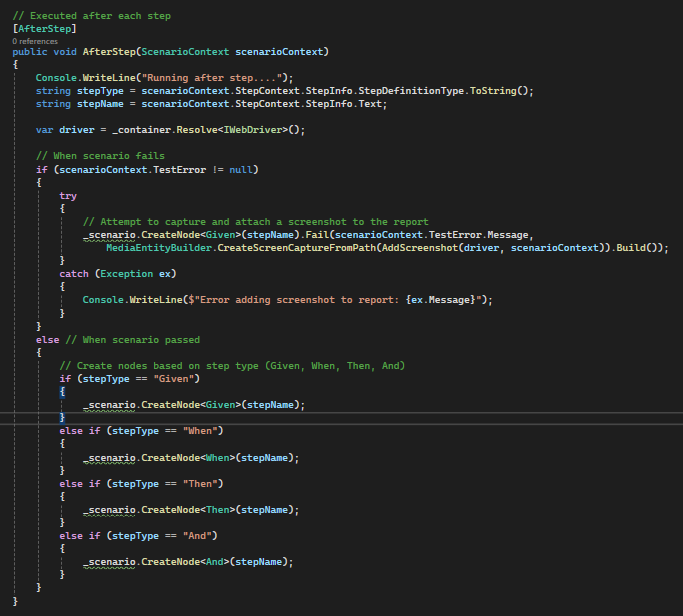 // Executed after each step
[AfterStep]
0 references
public void AfterStep(ScenarioContext scenarioContext)
{
    Console.WriteLine("Running after step....");
    string stepType = scenarioContext.StepContext.StepInfo.StepDefinitionType.ToString();
    string stepName = scenarioContext.StepContext.StepInfo.Text;

    var driver = _container.Resolve<IWebDriver>();

    // When scenario fails
    if (scenarioContext.TestError != null)
    {
        try
        {
            // Attempt to capture and attach a screenshot to the report
            _scenario.CreateNode<Given>(stepName).Fail(scenarioContext.TestError.Message,
                MediaEntityBuilder.CreateScreenCaptureFromPath(AddScreenshot(driver, scenarioContext)).Build());
        }
        catch (Exception ex)
        {
            Console.WriteLine($"Error adding screenshot to report: {ex.Message}");
        }
    }
    else // When scenario passed
    {
        // Create nodes based on step type (Given, When, Then, And)
        if (stepType == "Given")
        {
            _scenario.CreateNode<Given>(stepName);
        }
        else if (stepType == "When")
        {
            _scenario.CreateNode<When>(stepName);
        }
        else if (stepType == "Then")
        {
            _scenario.CreateNode<Then>(stepName);
        }
        else if (stepType == "And")
        {
            _scenario.CreateNode<And>(stepName);
        }
    }
}